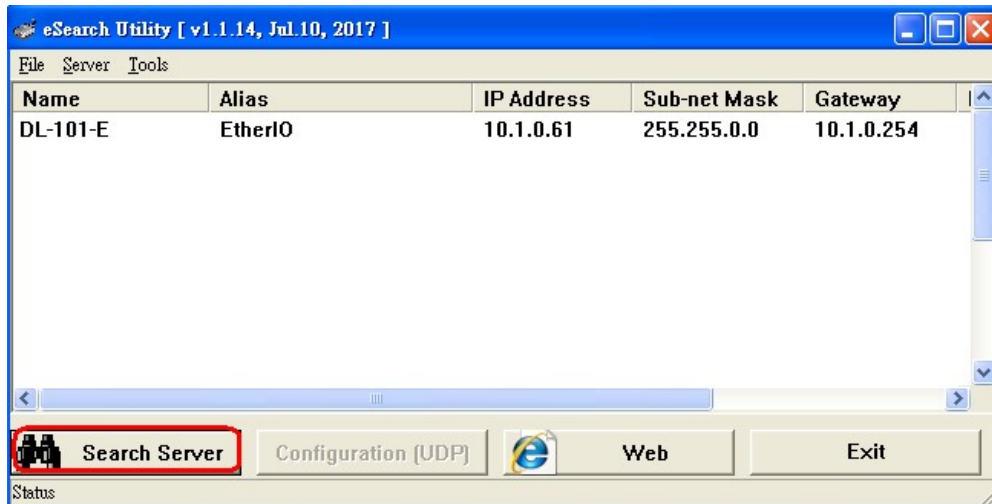 eSearch Utility [ v1.1.14, Jul.10, 2017 ]
File Server Tools
Name Alias IP Address Sub-net Mask Gateway
DL-101-E EtherIO 10.1.0.61 255.255.0.0 10.1.0.254
Search Server Configuration (UDP) Web Exit
Status